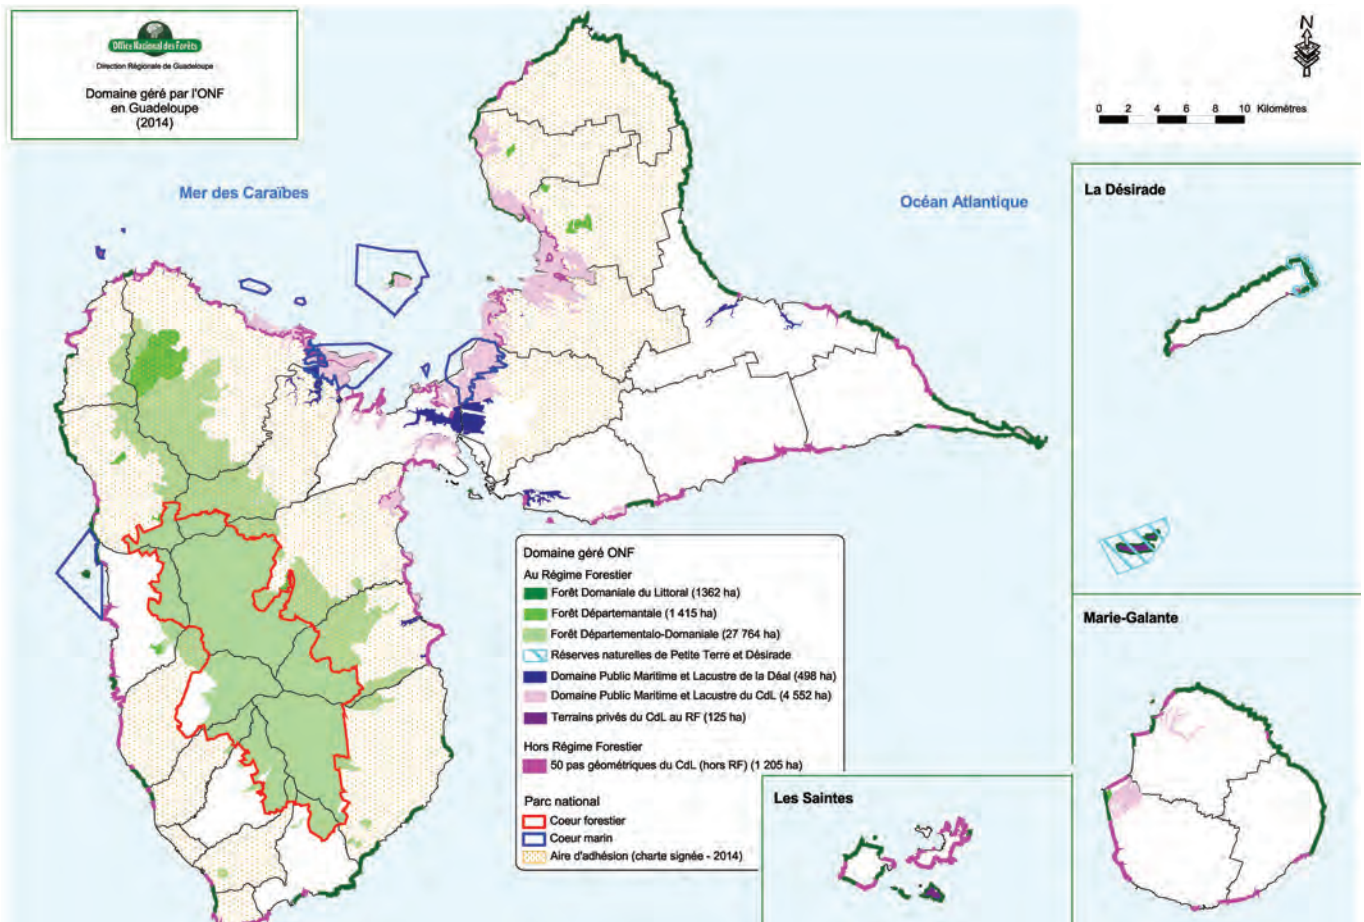 Office National des Forêts
Direction Régionale de Guadeloupe
Domaine géré par l'ONF
en Guadeloupe
(2014)
N
0 2 4 6 8 10 Kilomètres
Mer des Caraïbes
Océan Atlantique
La Désirade
Domaine géré ONF
Au Régime Forestier
Forêt Domaniale du Littoral (1362 ha)
Forêt Départemantale (1 415 ha)
Forêt Départementalo-Domaniale (27 764 ha)
Réserves naturelles de Petite Terre et Désirade
Domaine Public Maritime et Lacustre de la Déal (498 ha)
Domaine Public Maritime et Lacustre du CdL (4 552 ha)
Terrains privés du CdL au RF (125 ha)
Hors Régime Forestier
50 pas géométriques du CdL (hors RF) (1 205 ha)
Parc national
Coeur forestier
Coeur marin
Aire d'adhésion (charte signée - 2014)
Les Saintes
Marie-Galante